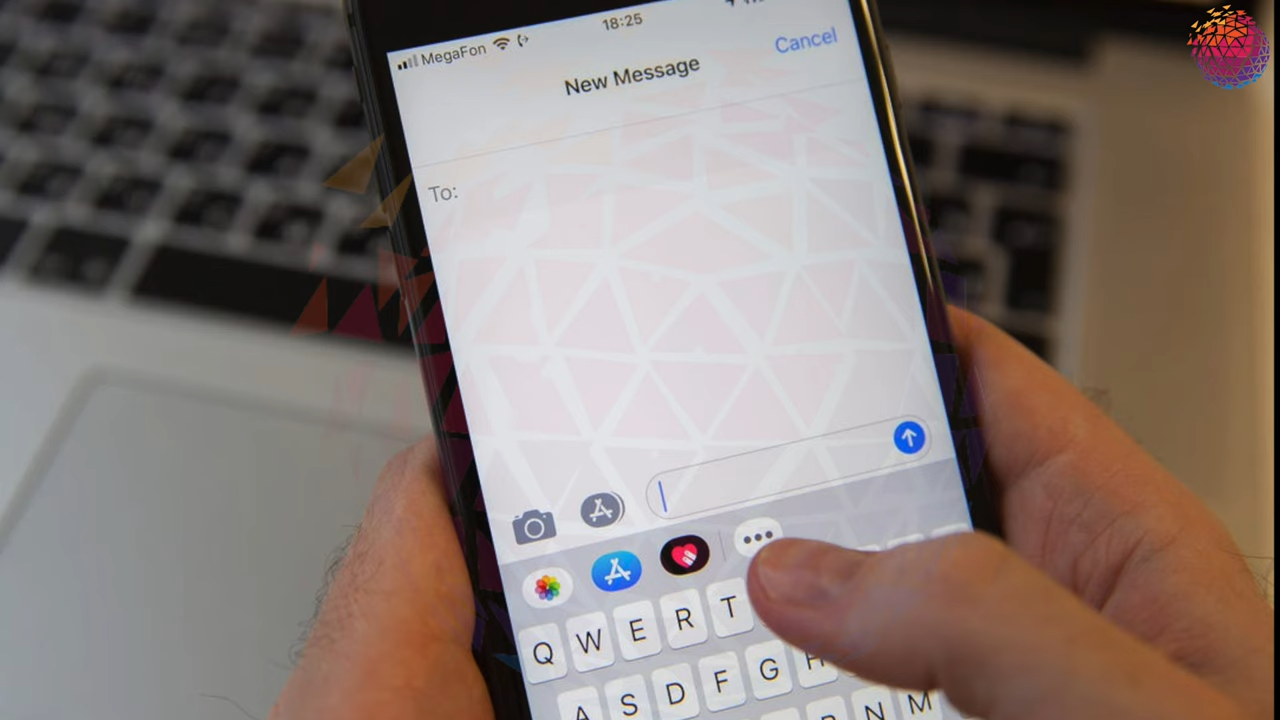 MegaFon
18:25
Cancel
New Message
To:
Q W E R T
A S D F G H
N M